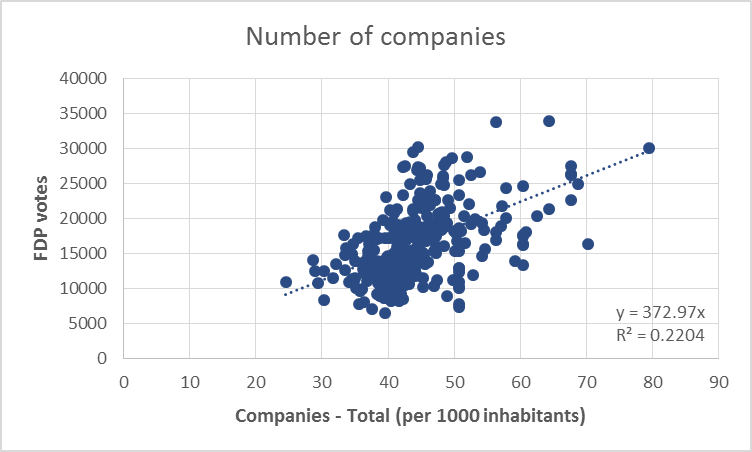 Number of companies
40000
35000
30000
25000
20000
15000
10000
5000
0
FDP votes
y = 372.97x
R² = 0.2204
0 10 20 30 40 50 60 70 80 90
Companies - Total (per 1000 inhabitants)